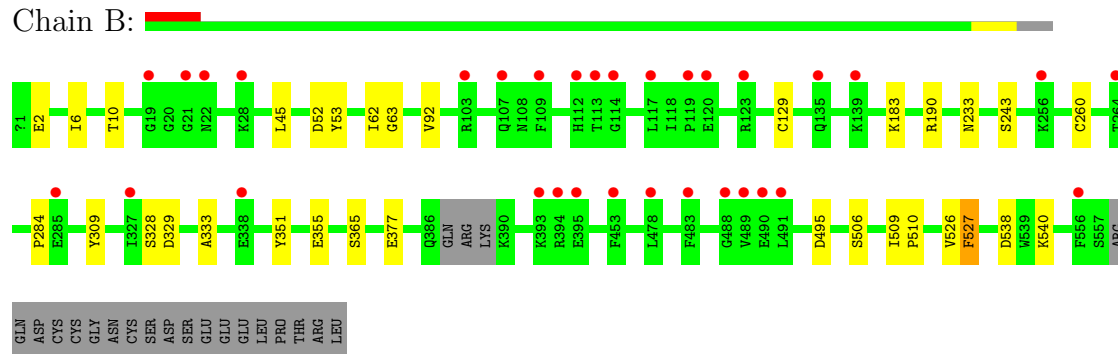 Chain B:
?1 E2 I6 T10 G19 G20 G21 N22 K28 L45 D52 Y53 I62 G63 V92 R103 Q107 N108 F109 H112 T113 G114 L117 I118 P119 E120 R123 C129 Q135 K139 K183 R190 N233 S243 K256 C260 T264
P284 E285 Y309 I327 S328 D329 A333 E338 Y351 E355 S365 E377 Q386 GLN ARG LYS K390 K393 R394 E395 F453 L478 F483 G488 V489 E490 L491 D495 S506 I509 P510 V526 F527 D538 W539 K540 F556 S557 ARG
GLN ASP CYS CYS GLY ASN CYS SER ASP SER GLU GLU GLU LEU PRO THR ARG LEU